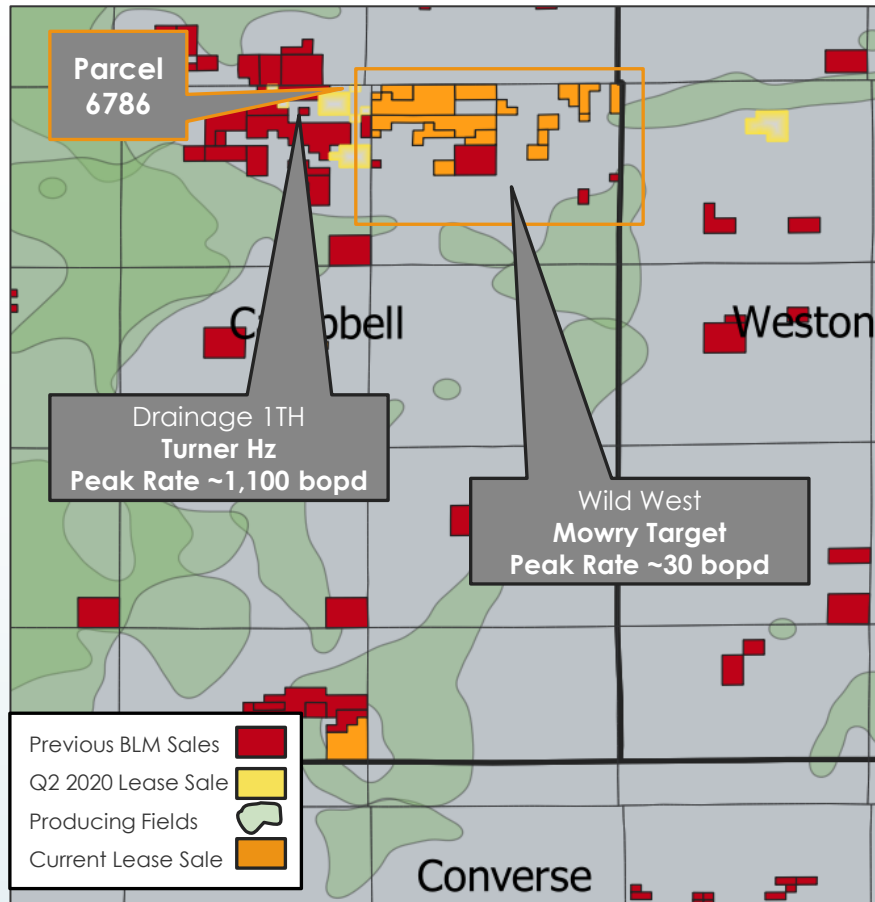 Parcel
6786
Campbell
Weston
Drainage 1TH
Turner Hz
Peak Rate ~1,100 bopd
Wild West
Mowry Target
Peak Rate ~30 bopd
Previous BLM Sales
Q2 2020 Lease Sale
Producing Fields
Current Lease Sale
Converse